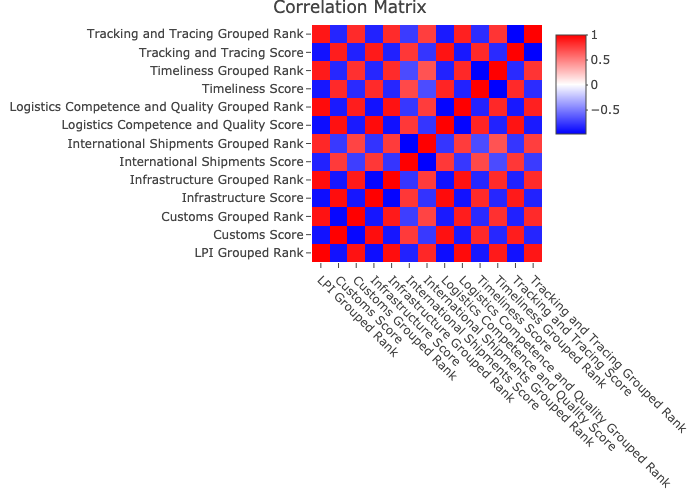 Correlation Matrix
Tracking and Tracing Grouped Rank
Tracking and Tracing Score
Timeliness Grouped Rank
Timeliness Score
Logistics Competence and Quality Grouped Rank
Logistics Competence and Quality Score
International Shipments Grouped Rank
International Shipments Score
Infrastructure Grouped Rank
Infrastructure Score
Customs Grouped Rank
Customs Score
LPI Grouped Rank
1
0.5
0
−0.5
LPI Grouped Rank
Customs Score
Customs Grouped Rank
Infrastructure Score
Infrastructure Grouped Rank
International Shipments Score
International Shipments Grouped Rank
Logistics Competence and Quality Score
Logistics Competence and Quality Grouped Rank
Timeliness Score
Timeliness Grouped Rank
Tracking and Tracing Score
Tracking and Tracing Grouped Rank